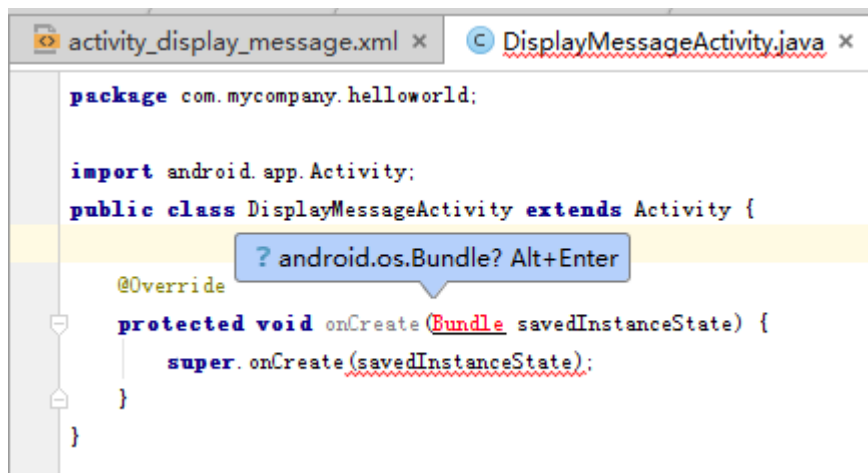 activity_display_message.xml × C DisplayMessageActivity.java ×
package com.mycompany.helloworld;
import android.app.Activity;
public class DisplayMessageActivity extends Activity {
? android.os.Bundle? Alt+Enter
@Override
protected void onCreate(Bundle savedInstanceState) {
super.onCreate(savedInstanceState);
}
}